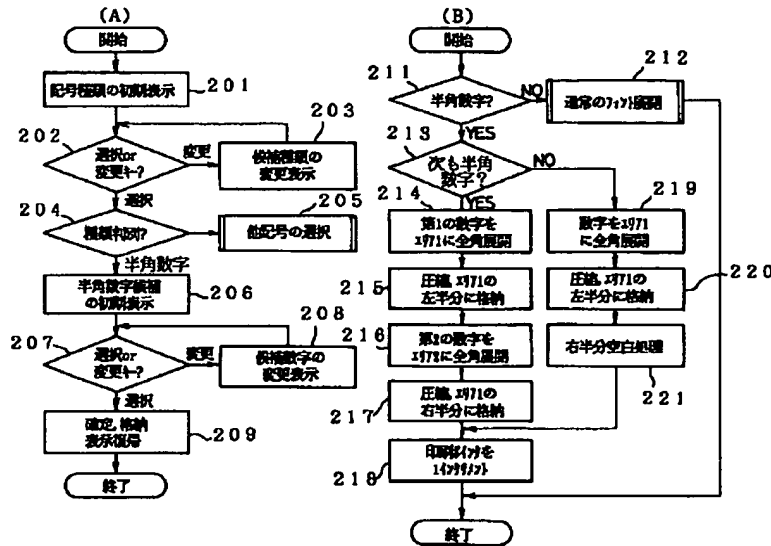 (A)
開始
記号種類の初期表示
201
202
選択or
変更キー?
変更
203
候補種類の
変更表示
選択
204
種類判別?
205
他記号の選択
半角数字
半角数字候補
の初期表示
206
207
選択or
変更キー?
変更
208
候補数字の
変更表示
選択
確定,格納
表示復帰
209
終了
(B)
開始
211
半角数字?
NO
212
通常のフォント展開
YES
213
次も半角
数字?
NO
YES
214
第1の数字を
エリア1に全角展開
219
数字をエリア1
に全角展開
215
圧縮,エリア1の
左半分に格納
圧縮,エリア1の
左半分に格納
220
216
第2の数字を
エリア2に全角展開
右半分空白処理
221
圧縮,エリア1の
右半分に格納
217
印刷ポインタを
1インクリメント
218
終了